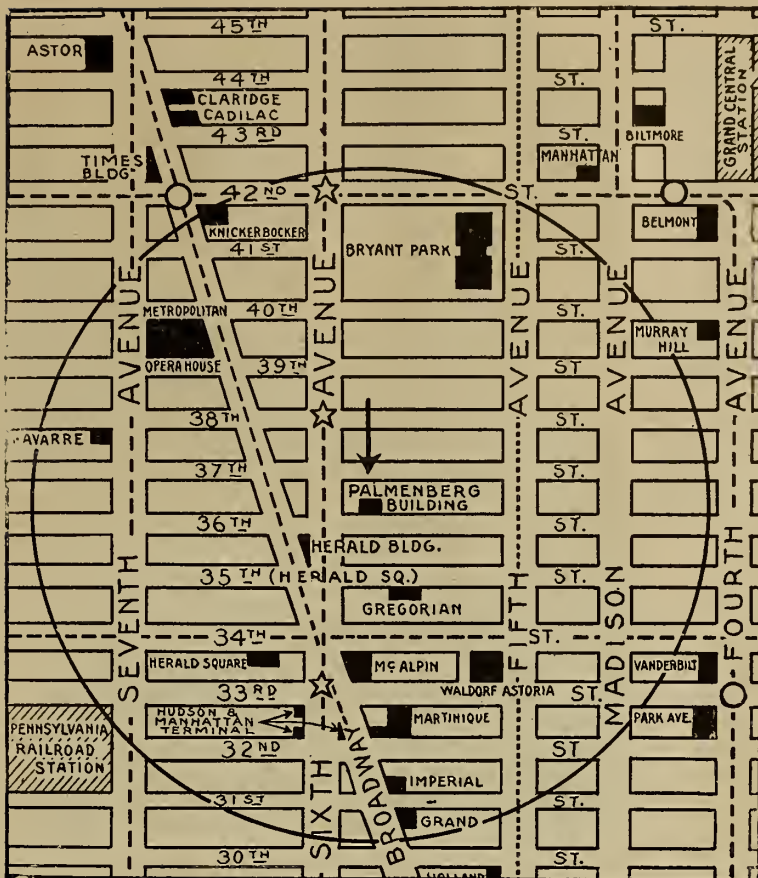 45TH
ST.
ASTOR
44TH
ST.
GRAND CENTRAL
STATION
CLARIDGE
CADILAC
43RD
ST.
BILTMORE
TIMES
BLDG.
MANHATTAN
42ND
ST.
KNICKERBOCKER
BELMONT
41ST
BRYANT PARK
ST.
METROPOLITAN
OPERA HOUSE
40TH
ST.
MURRAY
HILL
39TH
ST
38TH
ST.
AVARRE
37TH
ST.
PALMENBERG
BUILDING
36TH
ST.
HERALD BLDG.
35TH (HERALD SQ.)
ST.
GREGORIAN
34TH
ST.
HERALD SQUARE
MCALPIN
WALDORF ASTORIA
VANDERBILT
33RD
ST.
HUDSON &
MANHATTAN
TERMINAL
MARTINIQUE
PARK AVE.
PENNSYLVANIA
RAILROAD
STATION
32ND
ST
IMPERIAL
31ST
ST.
GRAND
30TH
ST.
HOLLAND
SEVENTH AVENUE
SIXTH AVENUE
BROADWAY
FIFTH AVENUE
MADISON AVENUE
FOURTH AVENUE